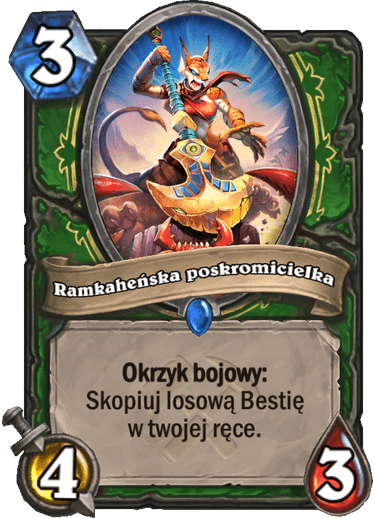 3
Ramkaheńska poskromicielka
Okrzyk bojowy:
Skopiuj losową Bestię
w twojej ręce.
4
3